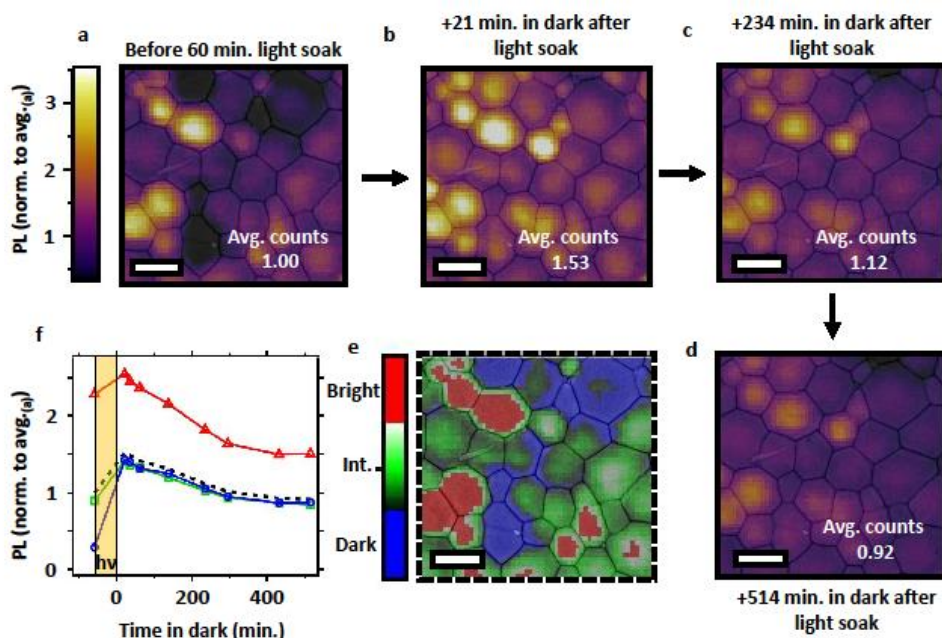 a
Before 60 min. light soak
b
+21 min. in dark after
light soak
c
+234 min. in dark after
light soak
PL (norm. to avg.(a))
3
2
1
Avg. counts
1.00
Avg. counts
1.53
Avg. counts
1.12
f
PL (norm. to avg.(a))
2
1
0
hv
0
200
400
Time in dark (min.)
e
Bright
Int.
Dark
d
Avg. counts
0.92
+514 min. in dark after
light soak